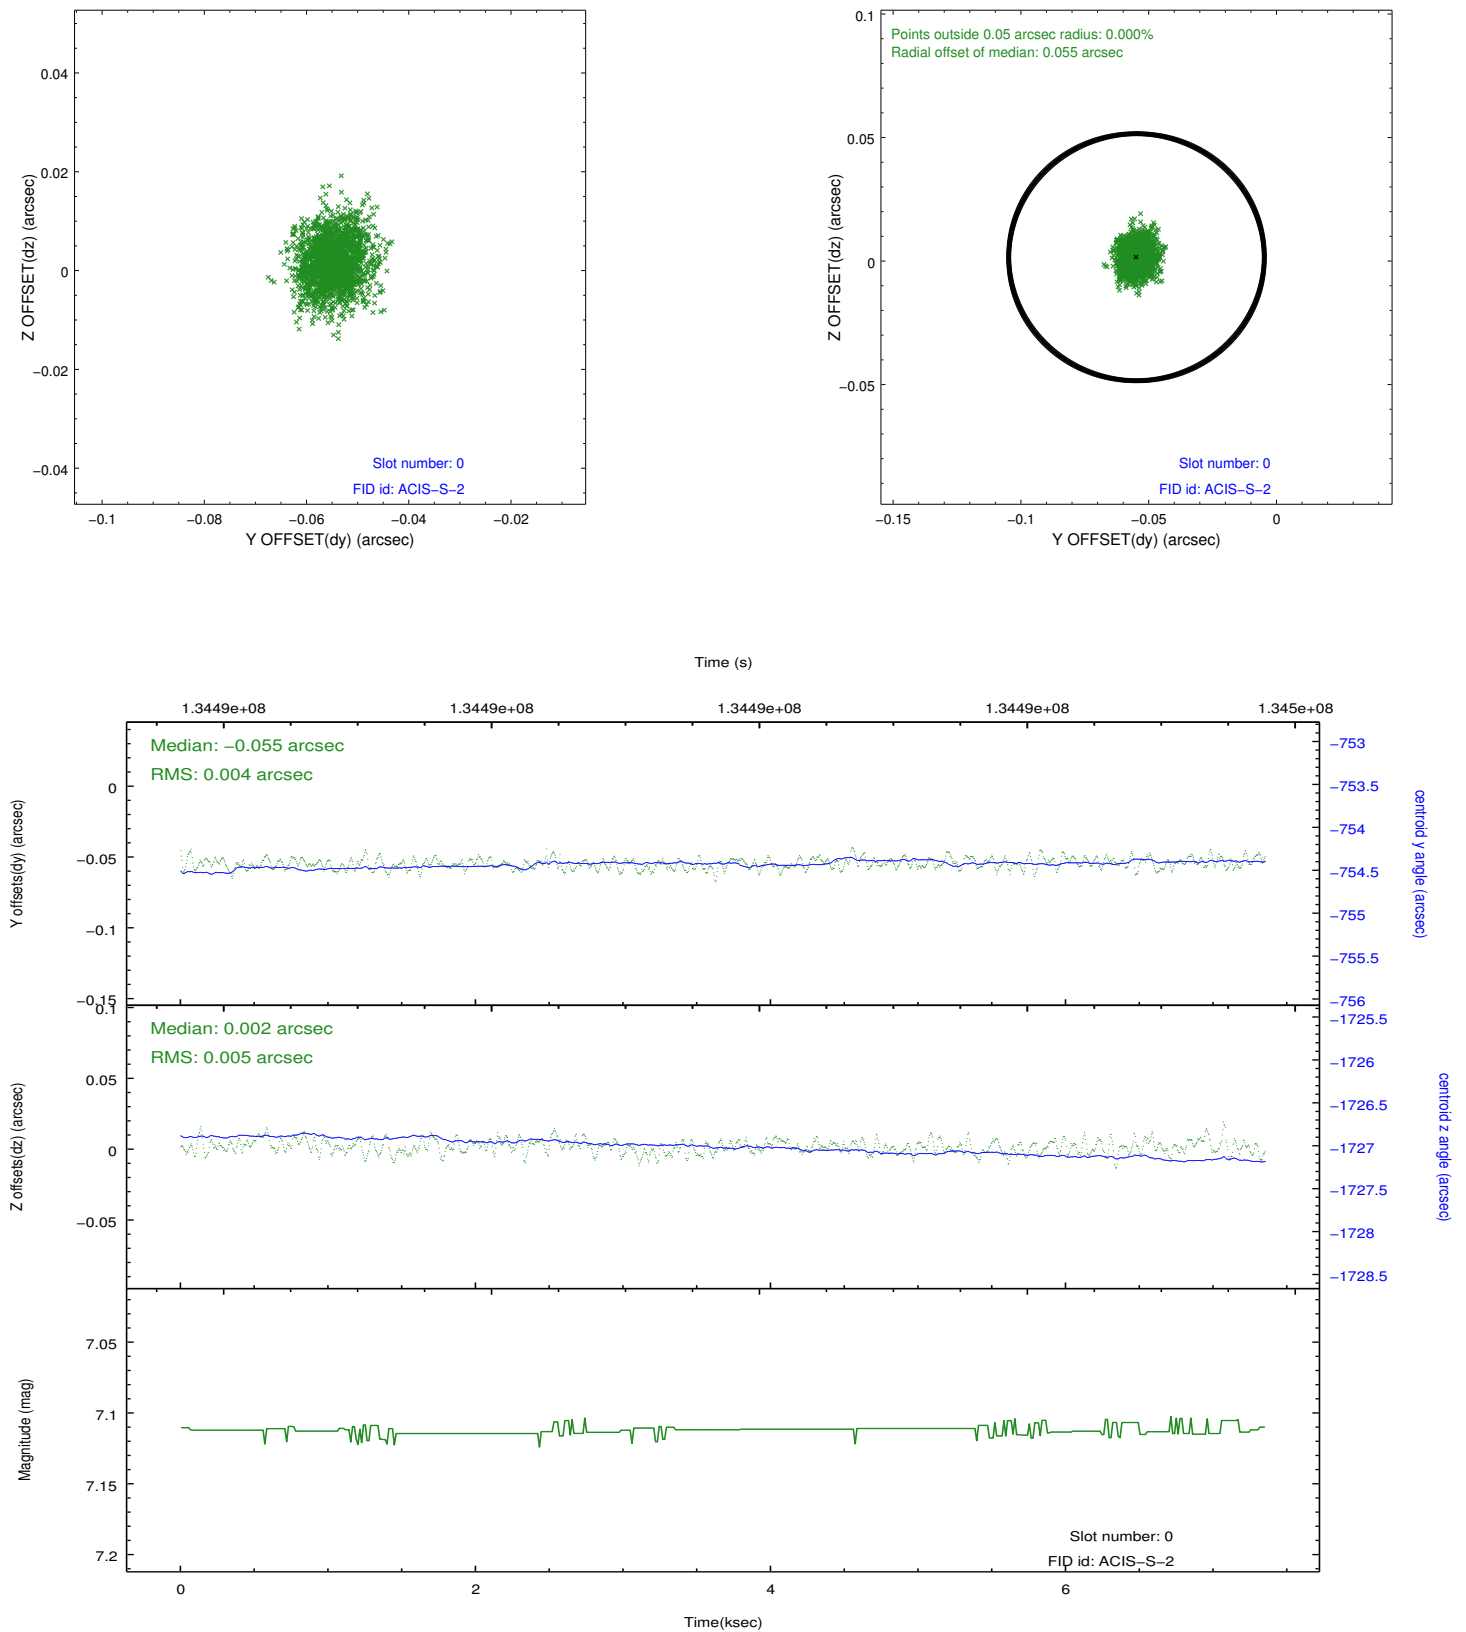 0.04
0.02
0
−0.02
−0.04
Z OFFSET(dz) (arcsec)
Slot number: 0
FID id: ACIS−S−2
−0.1
−0.08
−0.06
−0.04
−0.02
Y OFFSET(dy) (arcsec)
Points outside 0.05 arcsec radius: 0.000%
Radial offset of median: 0.055 arcsec
0.1
0.05
0
−0.05
Z OFFSET(dz) (arcsec)
Slot number: 0
FID id: ACIS−S−2
−0.15
−0.1
−0.05
0
Y OFFSET(dy) (arcsec)
Time (s)
1.3449e+08
1.3449e+08
1.3449e+08
1.3449e+08
1.345e+08
Median: −0.055 arcsec
RMS: 0.004 arcsec
0
−0.05
−0.1
−0.15
Y offsets(dy) (arcsec)
−753
−753.5
−754
−754.5
−755
−755.5
−756
centroid y angle (arcsec)
Median: 0.002 arcsec
RMS: 0.005 arcsec
0.1
0.05
0
−0.05
Z offsets(dz) (arcsec)
−1725.5
−1726
−1726.5
−1727
−1727.5
−1728
−1728.5
centroid z angle (arcsec)
7.05
7.1
7.15
7.2
Magnitude (mag)
Slot number: 0
FID id: ACIS−S−2
0
2
4
6
Time(ksec)